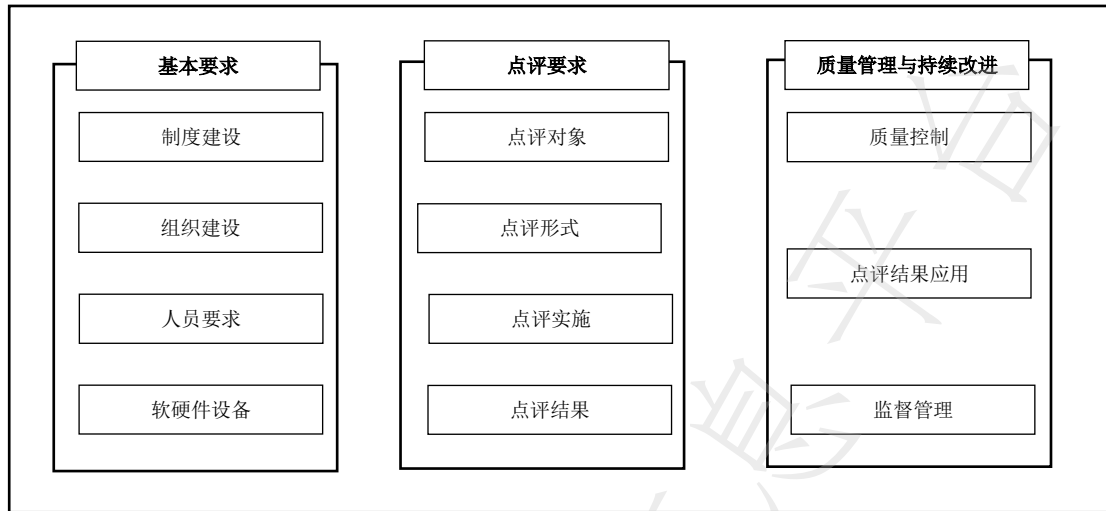 基本要求
制度建设
组织建设
人员要求
软硬件设备
点评要求
点评对象
点评形式
点评实施
点评结果
质量管理与持续改进
质量控制
点评结果应用
监督管理
息平台